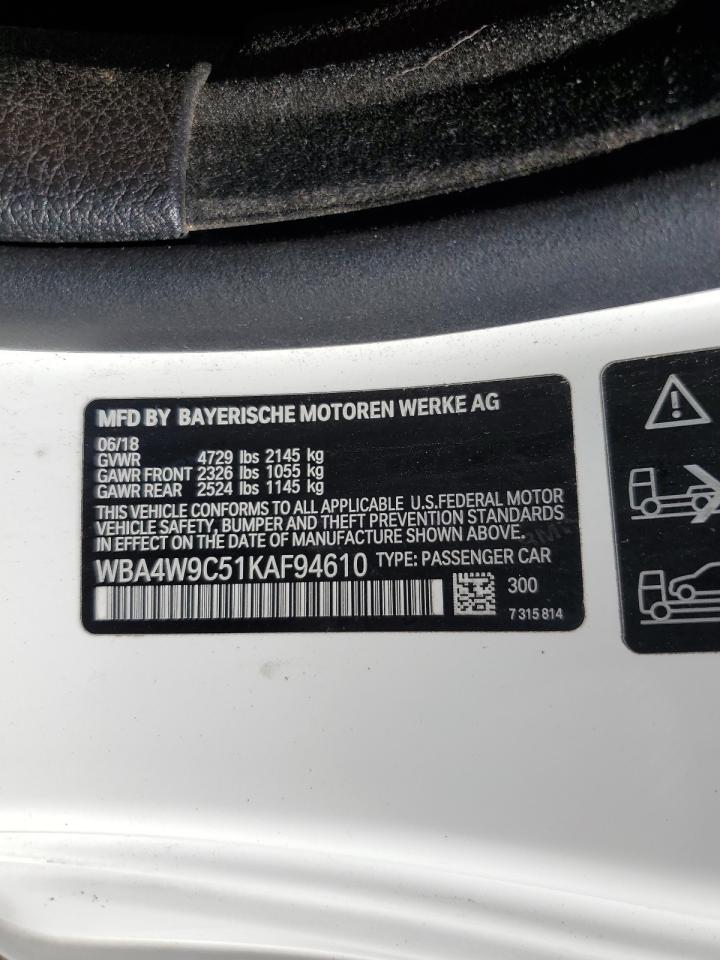 MFD BY BAYERISCHE MOTOREN WERKE AG
06/18
GVWR 4729 lbs 2145 kg
GAWR FRONT 2326 lbs 1055 kg
GAWR REAR 2524 lbs 1145 kg
THIS VEHICLE CONFORMS TO ALL APPLICABLE U.S.FEDERAL MOTOR
VEHICLE SAFETY, BUMPER AND THEFT PREVENTION STANDARDS
IN EFFECT ON THE DATE OF MANUFACTURE SHOWN ABOVE.
WBA4W9C51KAF94610 TYPE: PASSENGER CAR
300
7 315 814